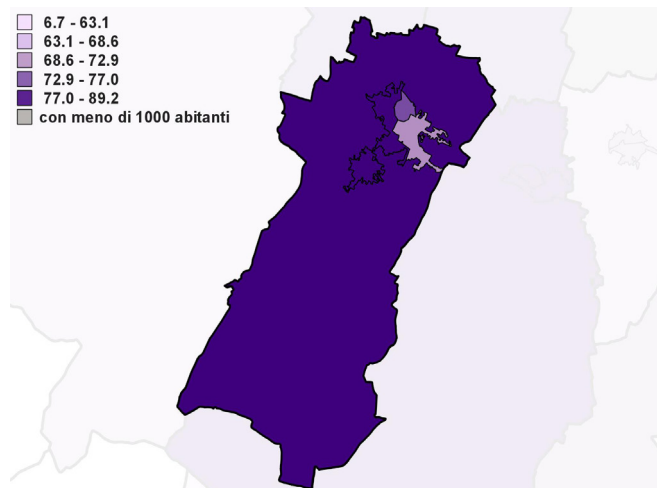 6.7 - 63.1
63.1 - 68.6
68.6 - 72.9
72.9 - 77.0
77.0 - 89.2
con meno di 1000 abitanti